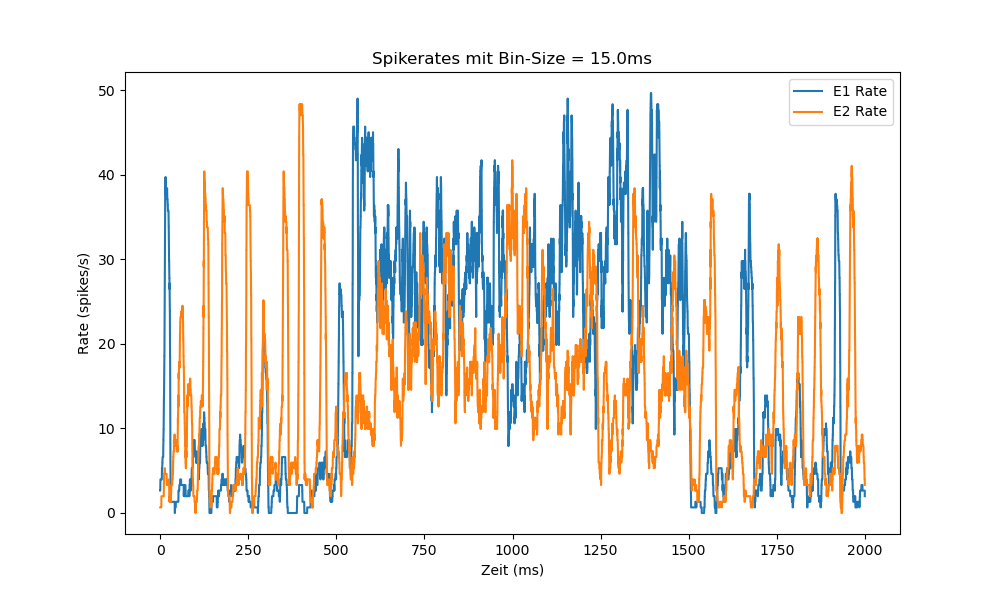 Spikerates mit Bin-Size = 15.0ms
E1 Rate
E2 Rate
50
40
30
20
10
0
Rate (spikes/s)
0 250 500 750 1000 1250 1500 1750 2000
Zeit (ms)